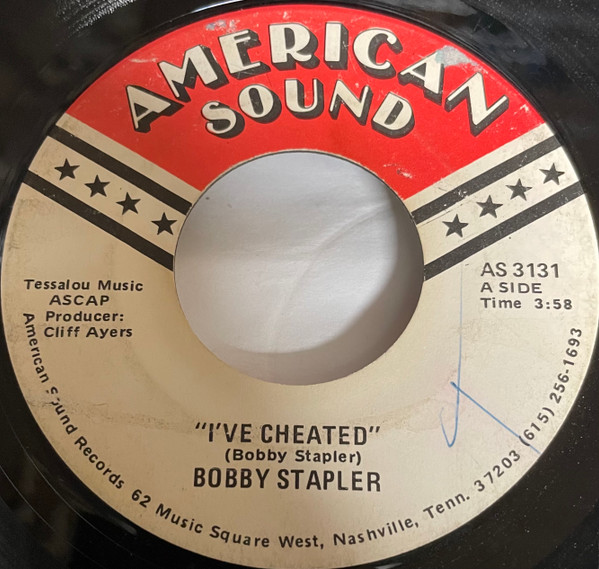 AMERICAN
SOUND
Tessalou Music
ASCAP
Producer:
Cliff Ayers
AS 3131
A SIDE
Time 3:58
"I'VE CHEATED"
(Bobby Stapler)
BOBBY STAPLER
American Sound Records 62 Music Square West, Nashville, Tenn. 37203 (615) 256-1693